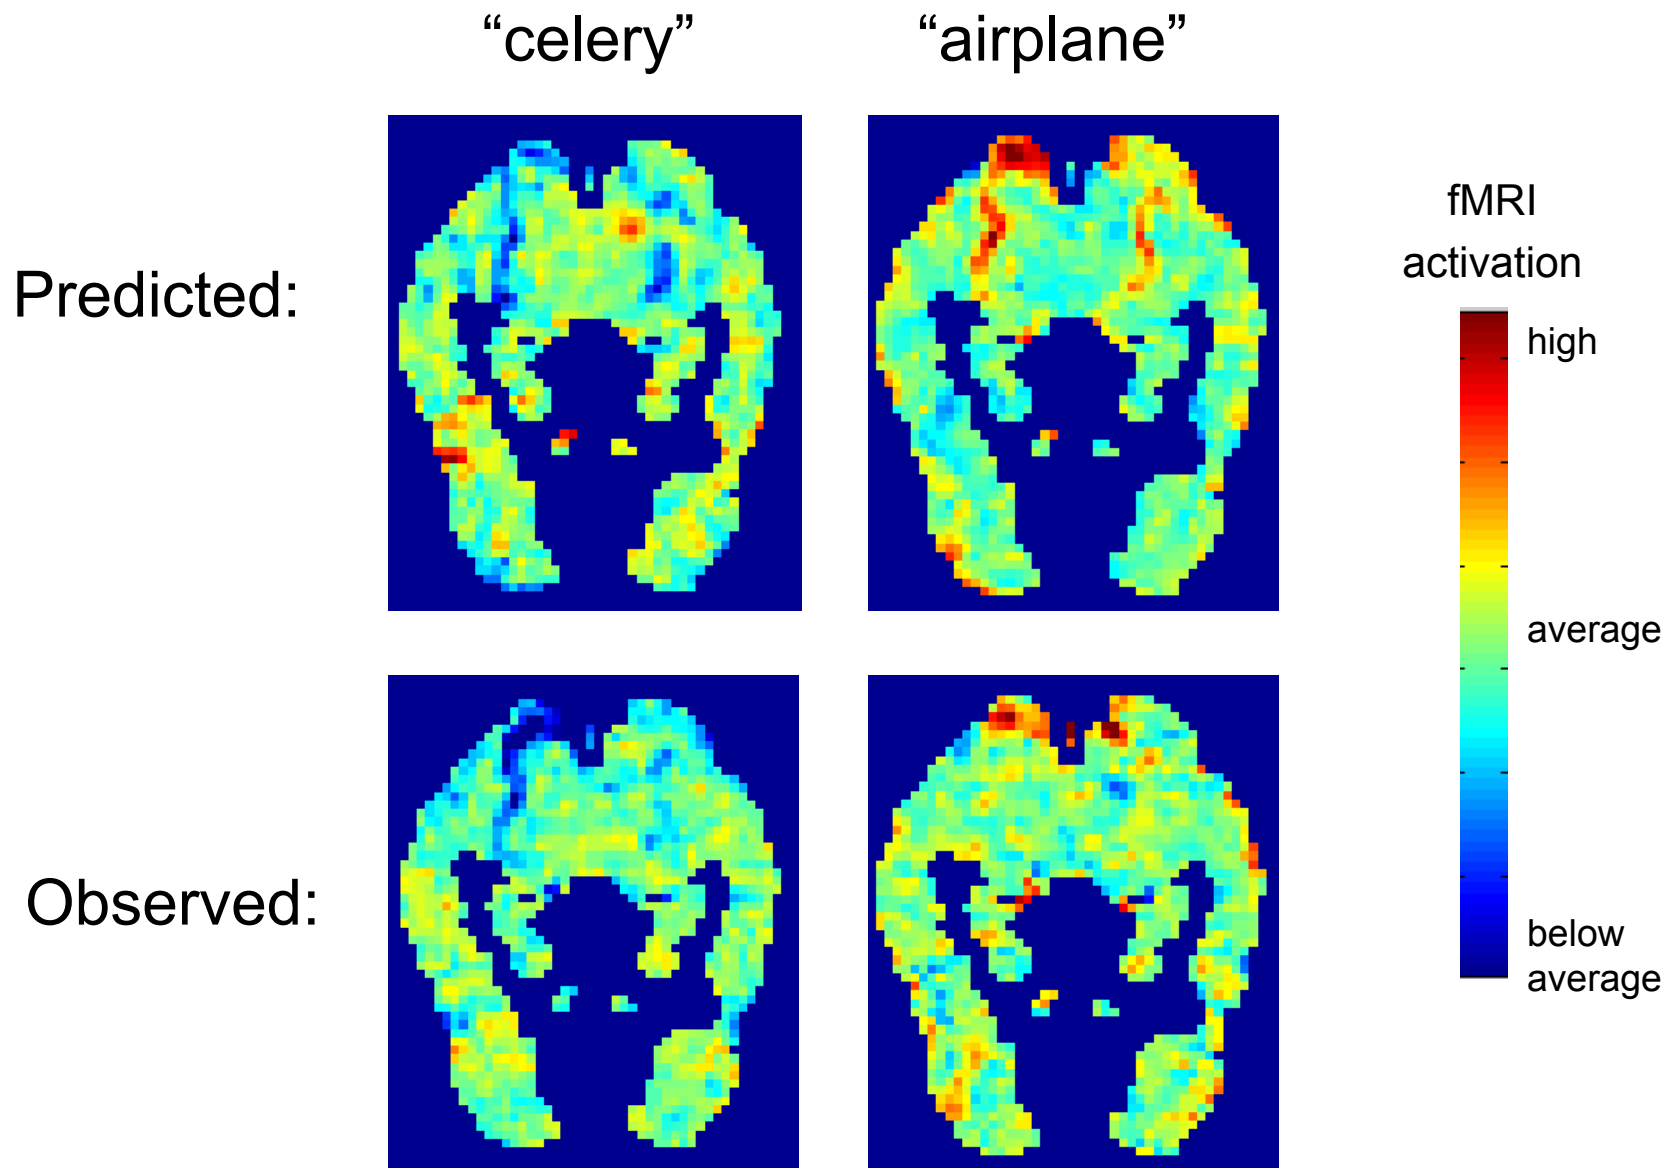 “celery”
“airplane”
Predicted:
Observed:
fMRI
activation
high
average
below
average